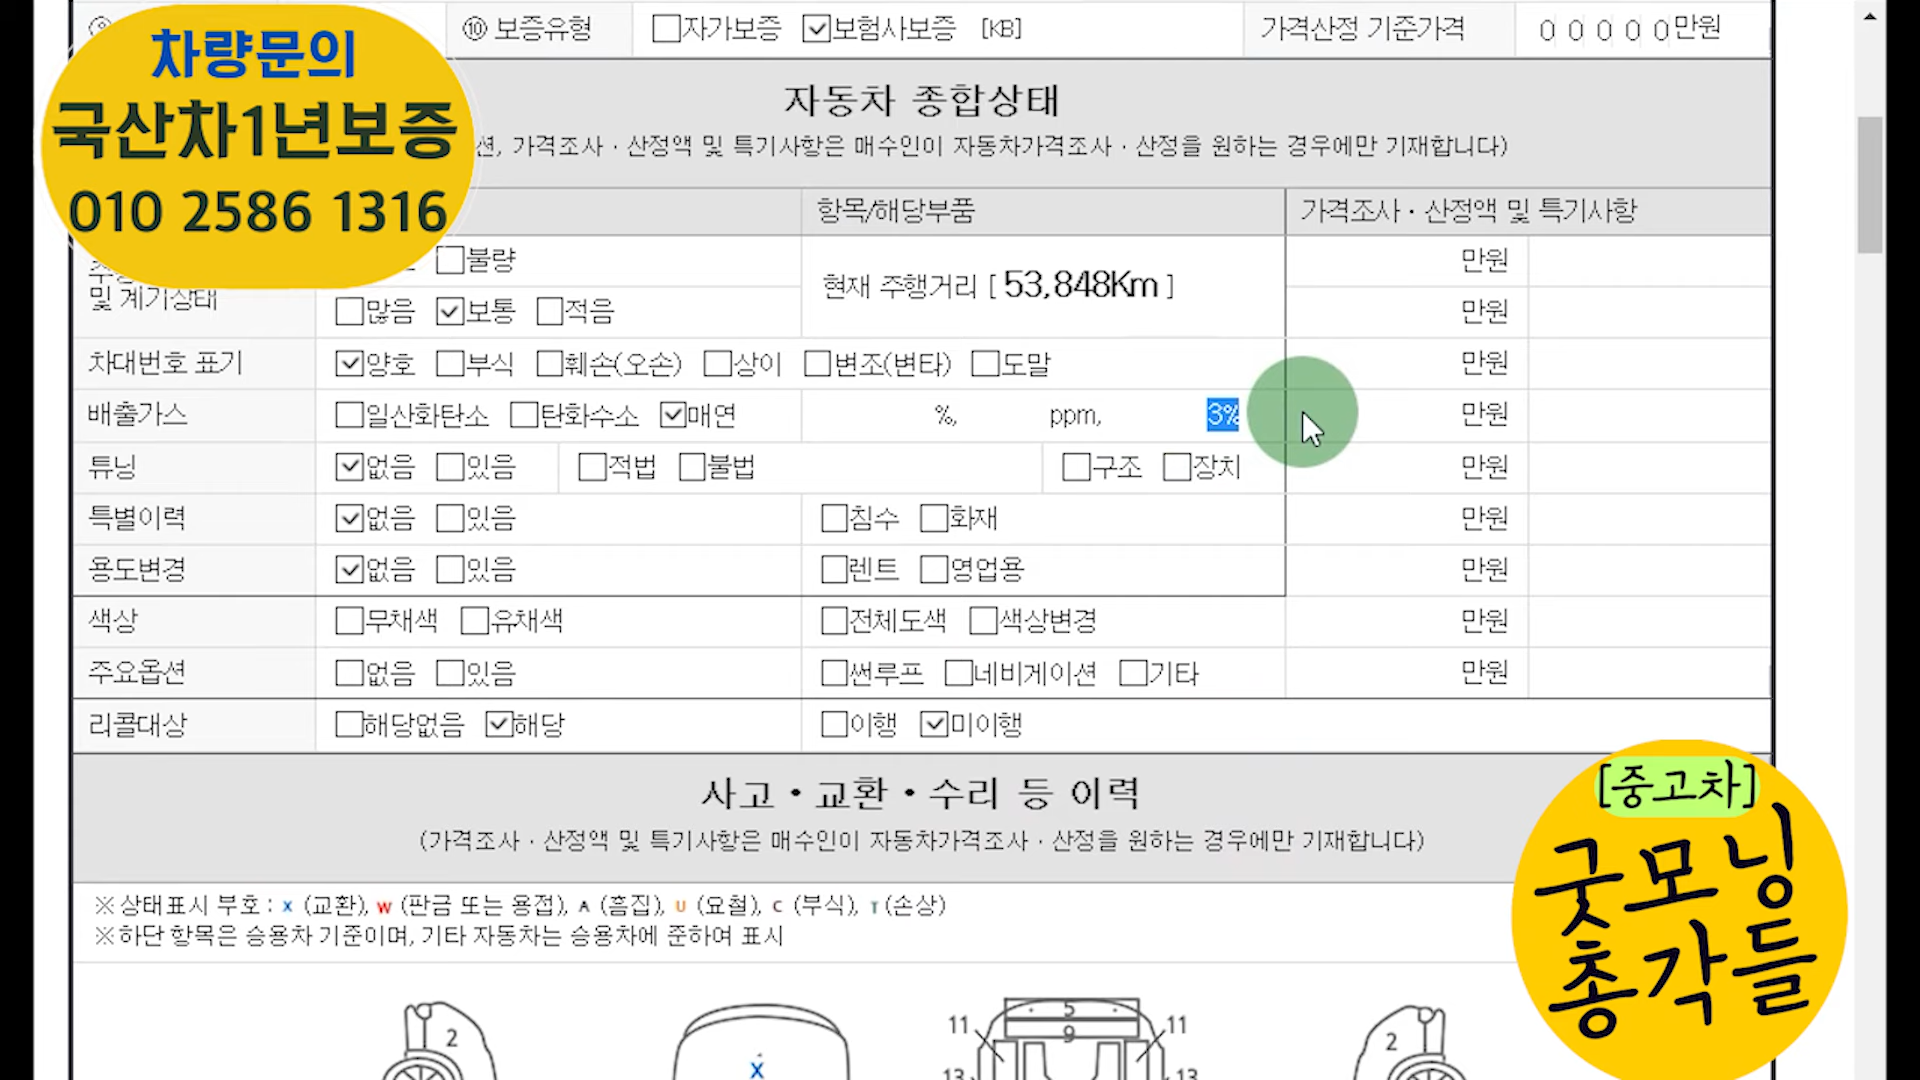 ⑩ 보증유형 자가보증 보험사보증 [KB] 가격산정 기준가격 0 0 0 0 0 만원
차량문의
국산차1년보증
010 2586 1316
자동차 종합상태
션, 가격조사 · 산정액 및 특기사항은 매수인이 자동차가격조사 · 산정을 원하는 경우에만 기재합니다)
항목/해당부품 가격조사 · 산정액 및 특기사항
불량 만원
및 계기상태 현재 주행거리 [ 53,848Km ]
많음 보통 적음 만원
차대번호 표기 양호 부식 훼손(오손) 상이 변조(변타) 도말 만원
배출가스 일산화탄소 탄화수소 매연 %, ppm, 3% 만원
튜닝 없음 있음 적법 불법 구조 장치 만원
특별이력 없음 있음 침수 화재 만원
용도변경 없음 있음 렌트 영업용 만원
색상 무채색 유채색 전체도색 색상변경 만원
주요옵션 없음 있음 썬루프 네비게이션 기타 만원
리콜대상 해당없음 해당 이행 미이행
사고 • 교환 • 수리 등 이력
(가격조사 · 산정액 및 특기사항은 매수인이 자동차가격조사 · 산정을 원하는 경우에만 기재합니다)
※ 상태표시 부호 : X (교환), W (판금 또는 용접), A (흠집), U (요철), C (부식), T (손상)
※ 하단 항목은 승용차 기준이며, 기타 자동차는 승용차에 준하여 표시
[중고차]
굿모닝
총각들
2 X 11 5 9 11 13 13 2